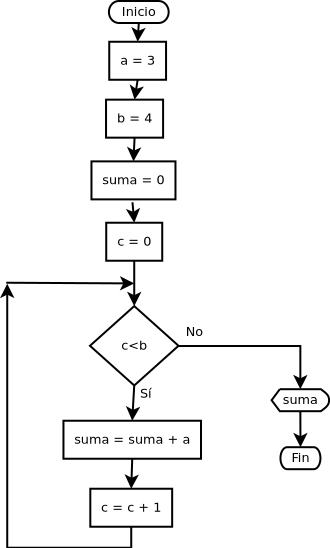 Inicio
a = 3
b = 4
suma = 0
c = 0
c<b
No
Sí
suma
suma = suma + a
Fin
c = c + 1